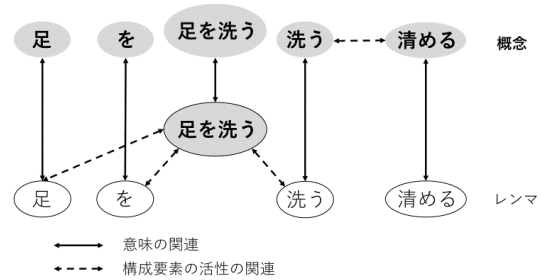 足 を 足を洗う 洗う 清める 概念
足を洗う
足 を 洗う 清める レンマ
意味の関連
構成要素の活性の関連